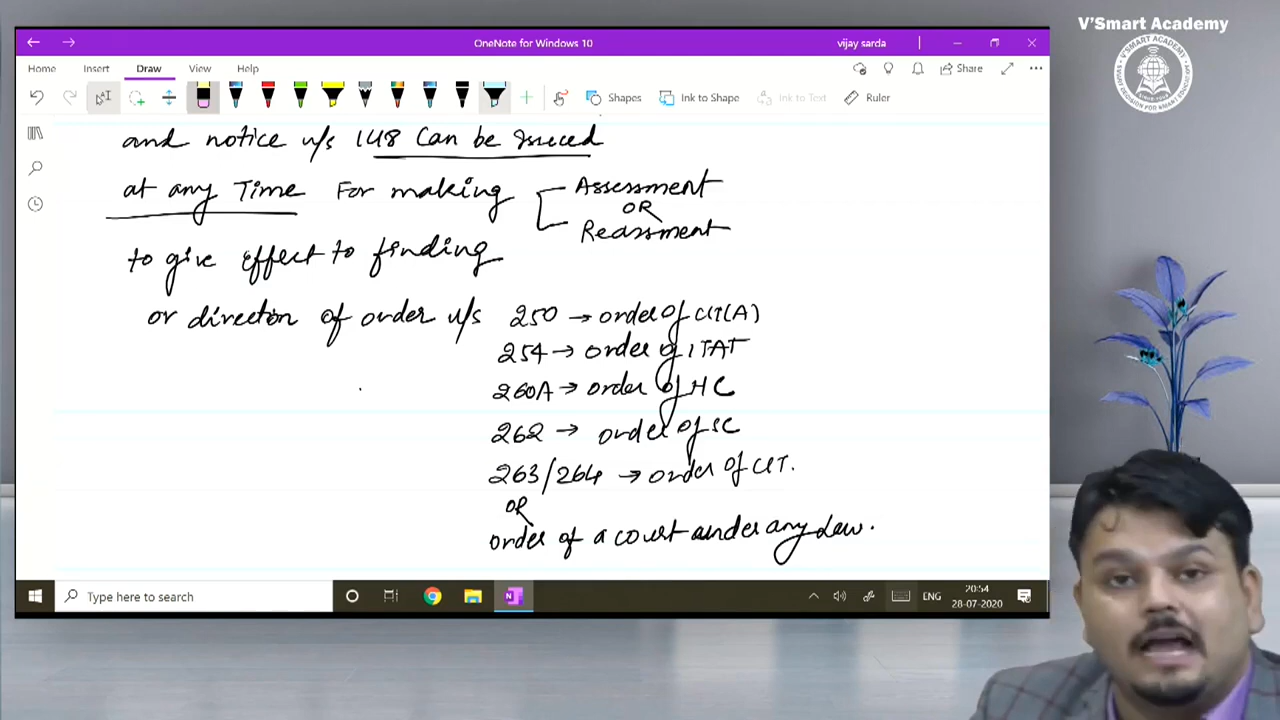 V'Smart Academy
OneNote for Windows 10
vijay sarda
Home Insert Draw View Help
Share
Shapes
Ink to Shape
Ink to Text
Ruler
and notice u/s 148 Can be Issued
at any Time For making
Assessment
OR
Reassment
to give effect to finding
or direction of order u/s 250 → order of CIT(A)
254 → order of ITAT
260A → order of HC
262 → order of SC
263/264 → order of CIT.
OR
order of a court under any Law.
Type here to search
ENG
20:54
28-07-2020